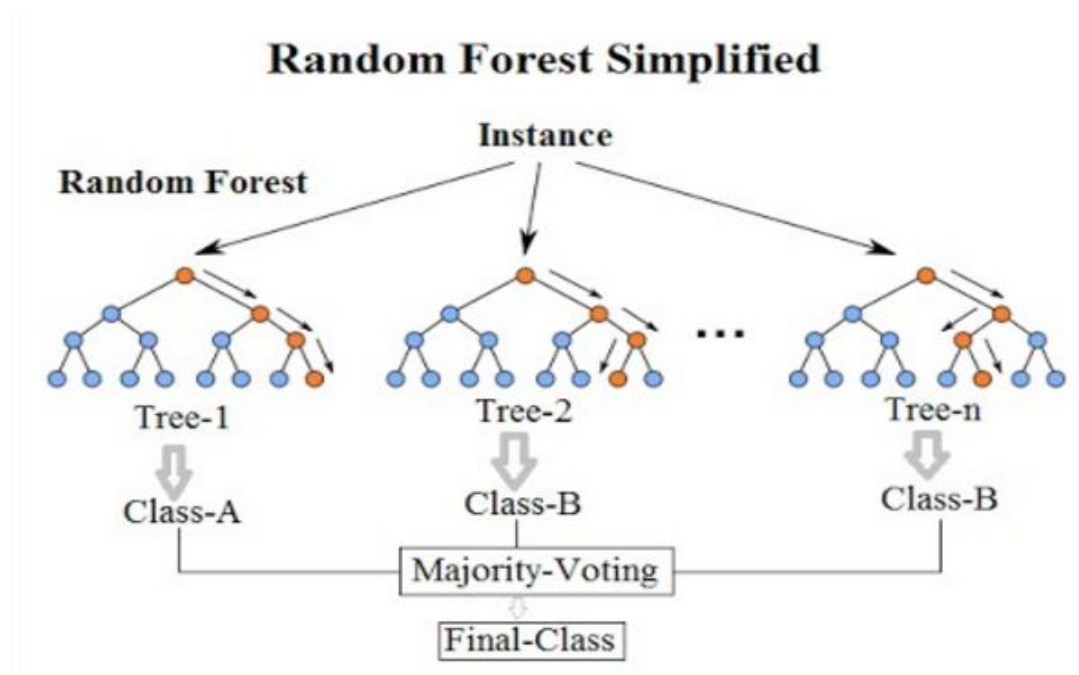 Random Forest Simplified
Instance
Random Forest
...
Tree-1
Tree-2
Tree-n
Class-A
Class-B
Class-B
Majority-Voting
Final-Class